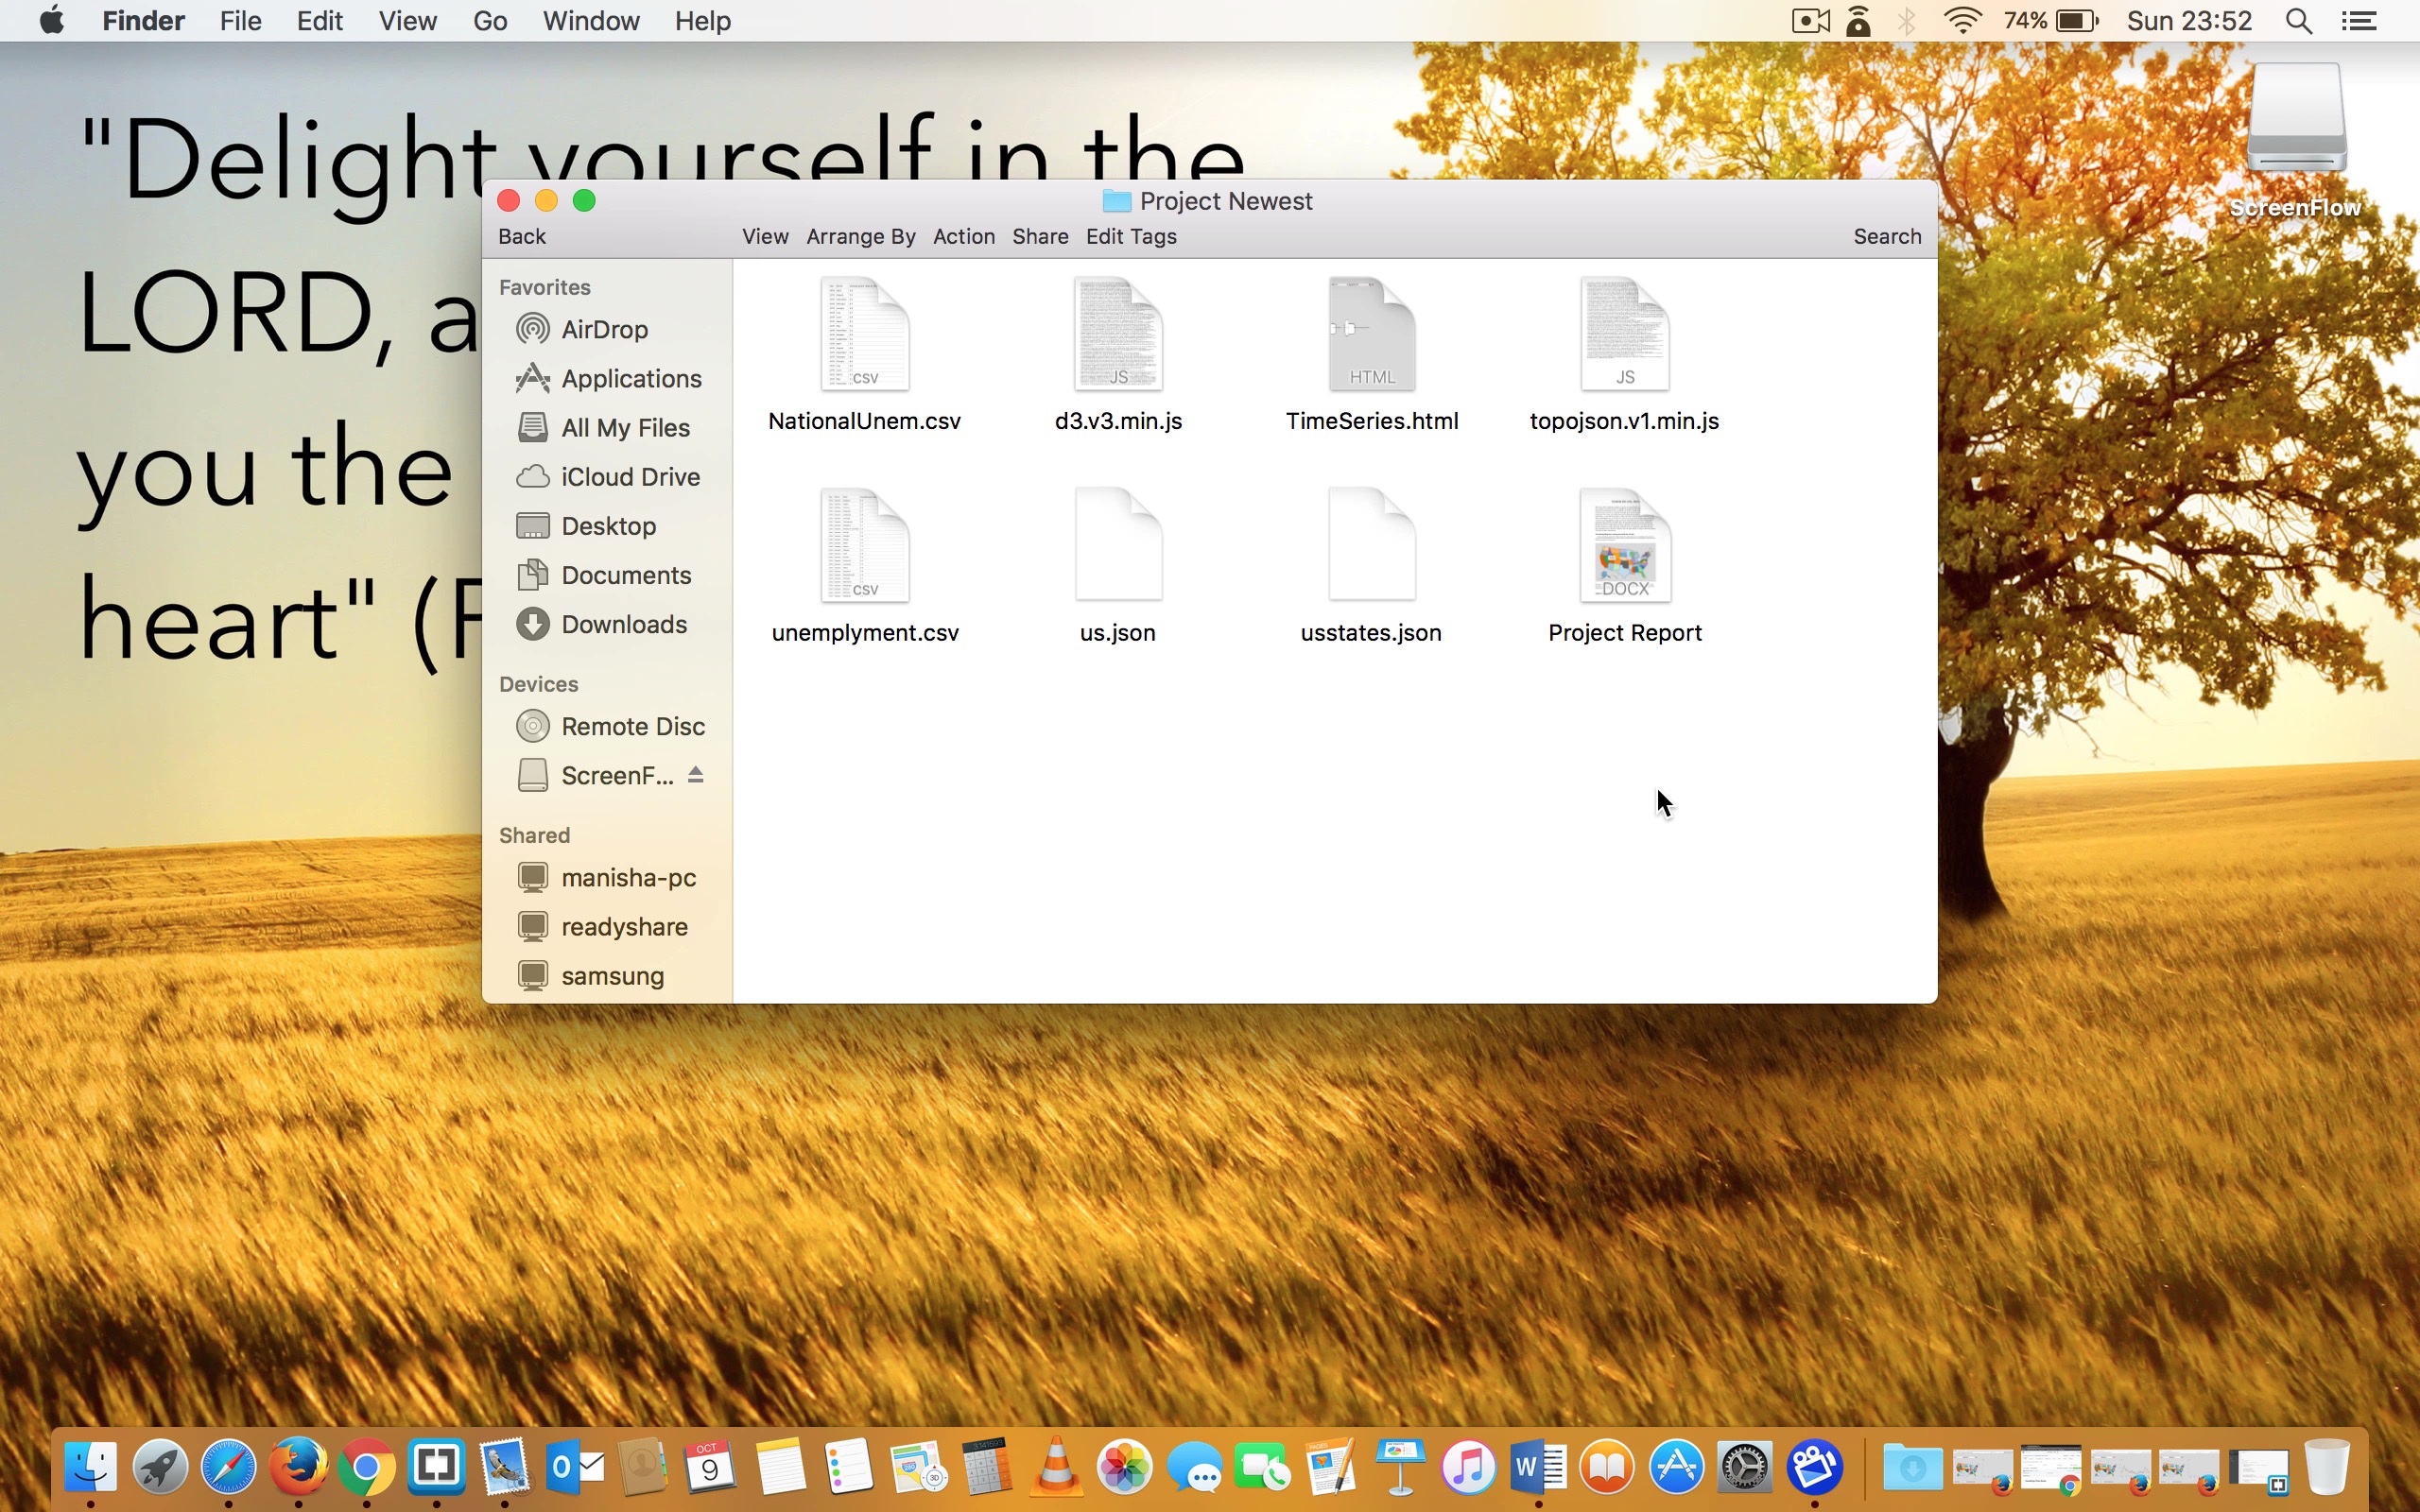 Finder File Edit View Go Window Help 74% Sun 23:52
"Delight yourself in the
LORD, a
you the
heart" (
ScreenFlow
Project Newest
Back View Arrange By Action Share Edit Tags Search
Favorites
AirDrop
Applications
All My Files
iCloud Drive
Desktop
Documents
Downloads
Devices
Remote Disc
ScreenF...
Shared
manisha-pc
readyshare
samsung
CSV JS HTML JS
NationalUnem.csv d3.v3.min.js TimeSeries.html topojson.v1.min.js
CSV DOCX
unemplyment.csv us.json usstates.json Project Report
OCT
9